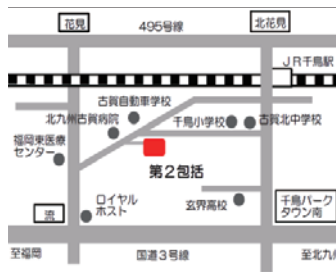 花見
495号線
北花見
JR千鳥駅
古賀自動車学校
北九州古賀病院
千鳥小学校
古賀北中学校
福岡東医療
センター
第2包括
ロイヤル
ホスト
玄界高校
千鳥パーク
タウン南
流
至福岡
国道3号線
至北九州